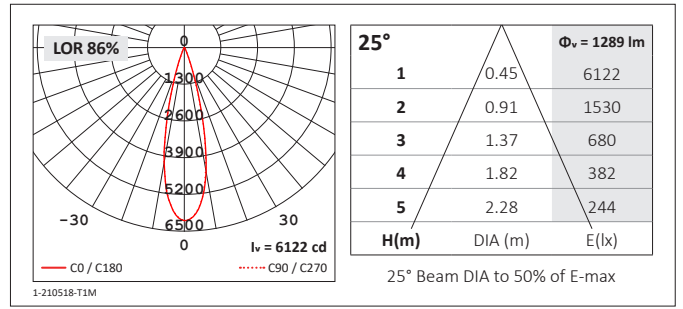 LOR 86%
0
1300
2600
3900
5200
6500
-30
30
0
Iᵥ = 6122 cd
C0 / C180
C90 / C270
1-210518-T1M
25° Φᵥ = 1289 lm
1 0.45 6122
2 0.91 1530
3 1.37 680
4 1.82 382
5 2.28 244
H(m) DIA (m) E(lx)
25° Beam DIA to 50% of E-max